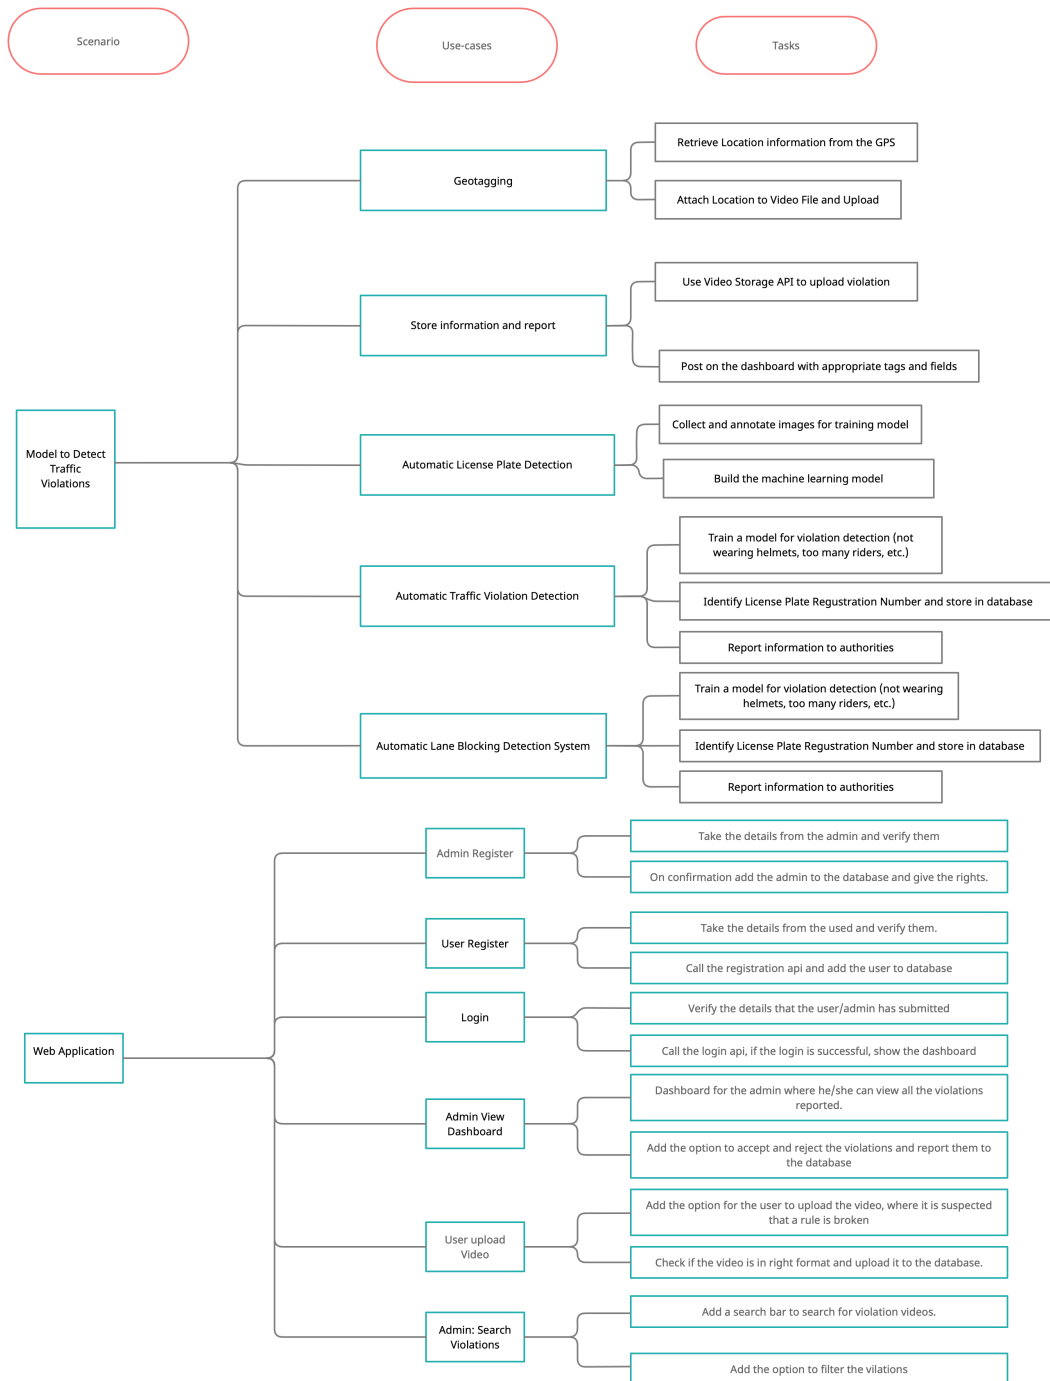 Scenario
Use-cases
Tasks
Retrieve Location information from the GPS
Geotagging
Attach Location to Video File and Upload
Use Video Storage API to upload violation
Store information and report
Post on the dashboard with appropriate tags and fields
Collect and annotate images for training model
Model to Detect
Traffic
Violations
Automatic License Plate Detection
Build the machine learning model
Train a model for violation detection (not
wearing helmets, too many riders, etc.)
Automatic Traffic Violation Detection
Identify License Plate Regustration Number and store in database
Report information to authorities
Train a model for violation detection (not wearing
helmets, too many riders, etc.)
Automatic Lane Blocking Detection System
Identify License Plate Regustration Number and store in database
Report information to authorities
Take the details from the admin and verify them
Admin Register
On confirmation add the admin to the database and give the rights.
Take the details from the used and verify them.
User Register
Call the registration api and add the user to database
Verify the details that the user/admin has submitted
Login
Web Application
Call the login api, if the login is successful, show the dashboard
Dashboard for the admin where he/she can view all the violations
reported.
Admin View
Dashboard
Add the option to accept and reject the violations and report them to
the database
Add the option for the user to upload the video, where it is suspected
that a rule is broken
User upload
Video
Check if the video is in right format and upload it to the database.
Add a search bar to search for violation videos.
Admin: Search
Violations
Add the option to filter the vilations